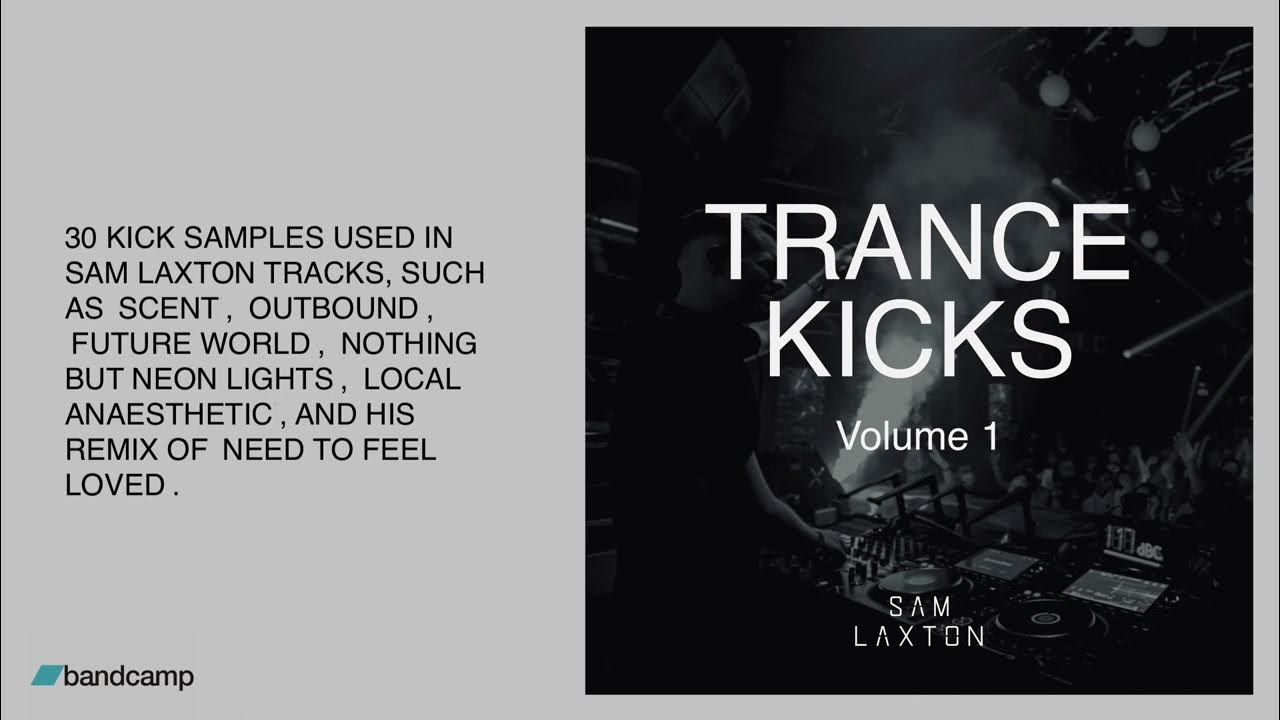 30 KICK SAMPLES USED IN
SAM LAXTON TRACKS, SUCH
AS SCENT , OUTBOUND ,
FUTURE WORLD , NOTHING
BUT NEON LIGHTS , LOCAL
ANAESTHETIC , AND HIS
REMIX OF NEED TO FEEL
LOVED .
bandcamp
TRANCE
KICKS
Volume 1
SAM
LAXTON